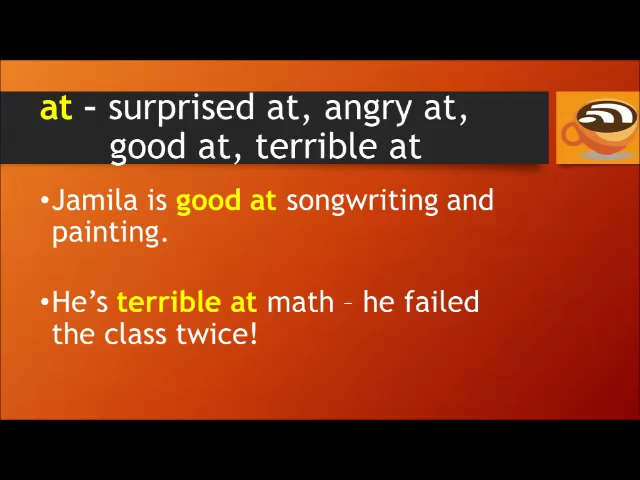 at – surprised at, angry at,
good at, terrible at
•Jamila is good at songwriting and
painting.
•He’s terrible at math – he failed
the class twice!